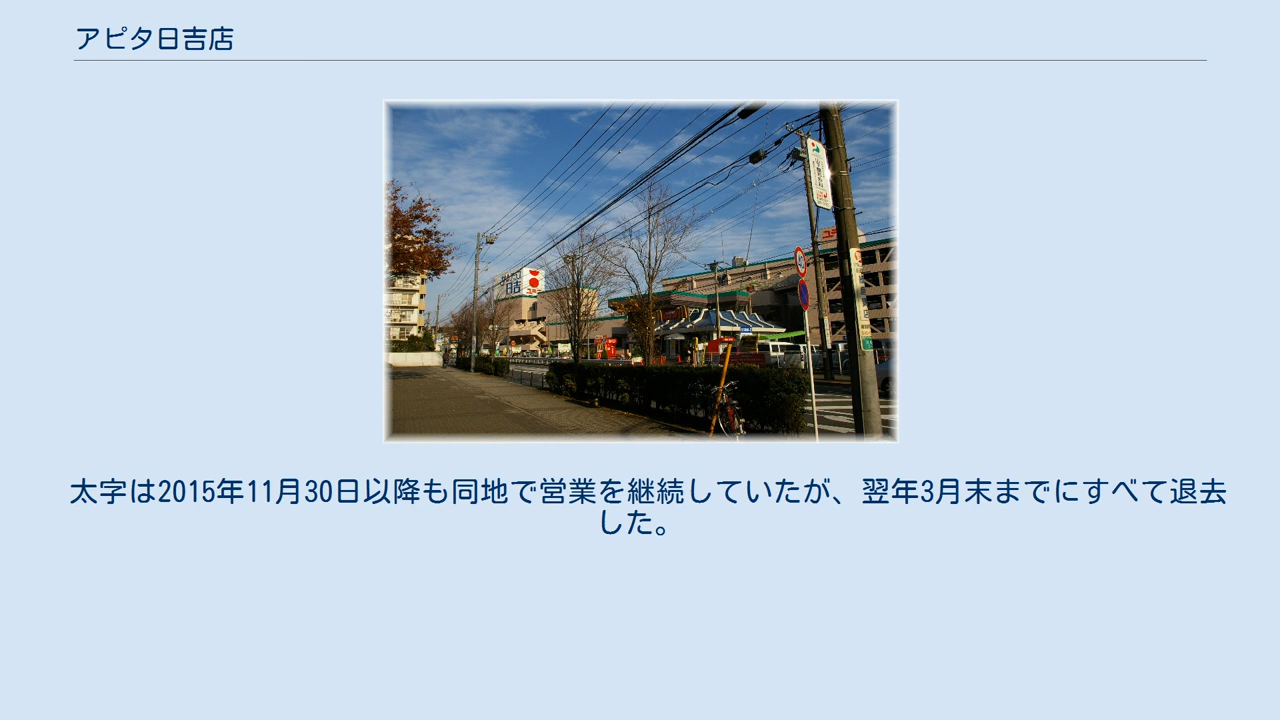 アピタ日吉店
日吉
太字は2015年11月30日以降も同地で営業を継続していたが、翌年3月末までにすべて退去
した。